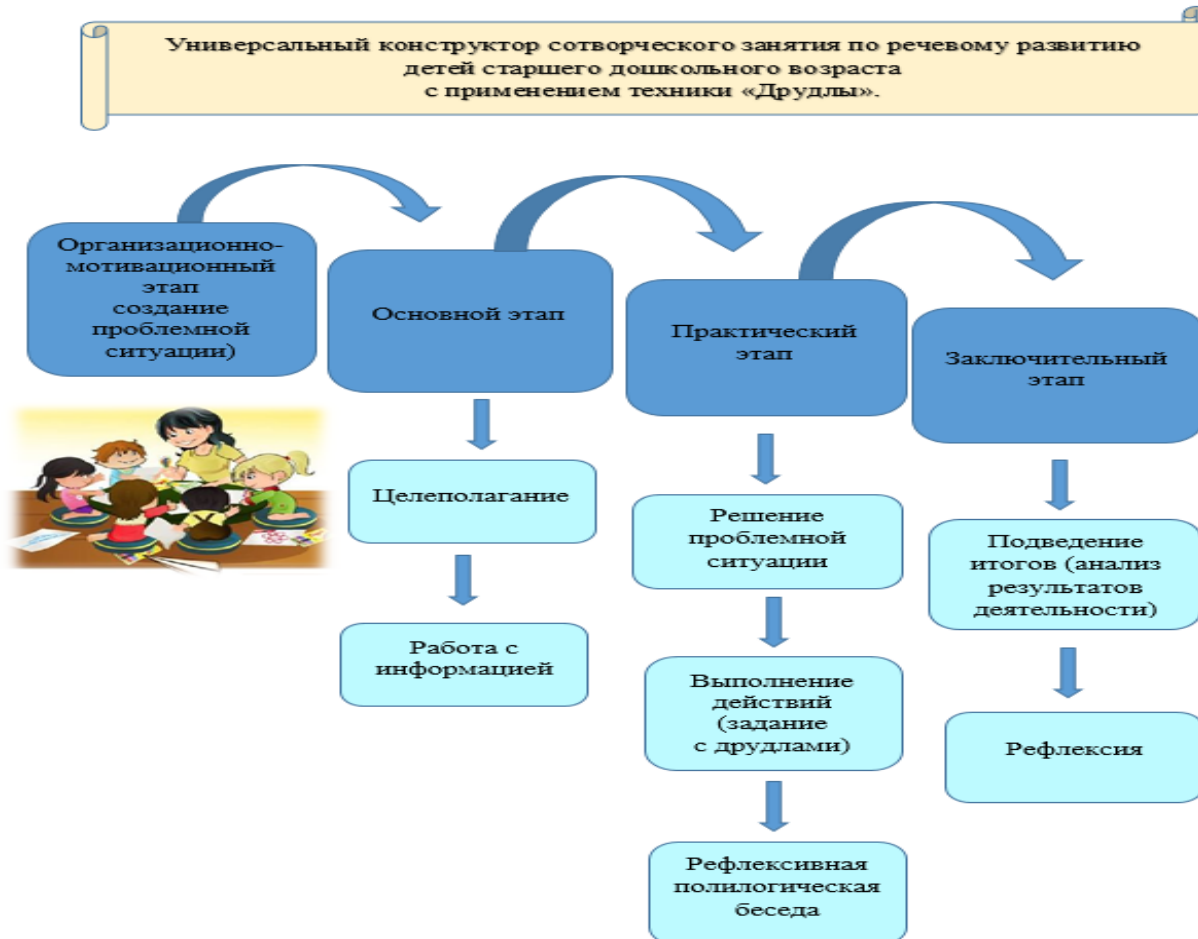 Универсальный конструктор сотворческого занятия по речевому развитию
детей старшего дошкольного возраста
с применением техники «Друдлы».
Организационно-
мотивационный
этап
создание
проблемной
ситуации)
Основной этап
Целеполагание
Работа с
информацией
Практический
этап
Решение
проблемной
ситуации
Выполнение
действий
(задание
с друдлами)
Рефлексивная
полилогическая
беседа
Заключительный
этап
Подведение
итогов (анализ
результатов
деятельности)
Рефлексия